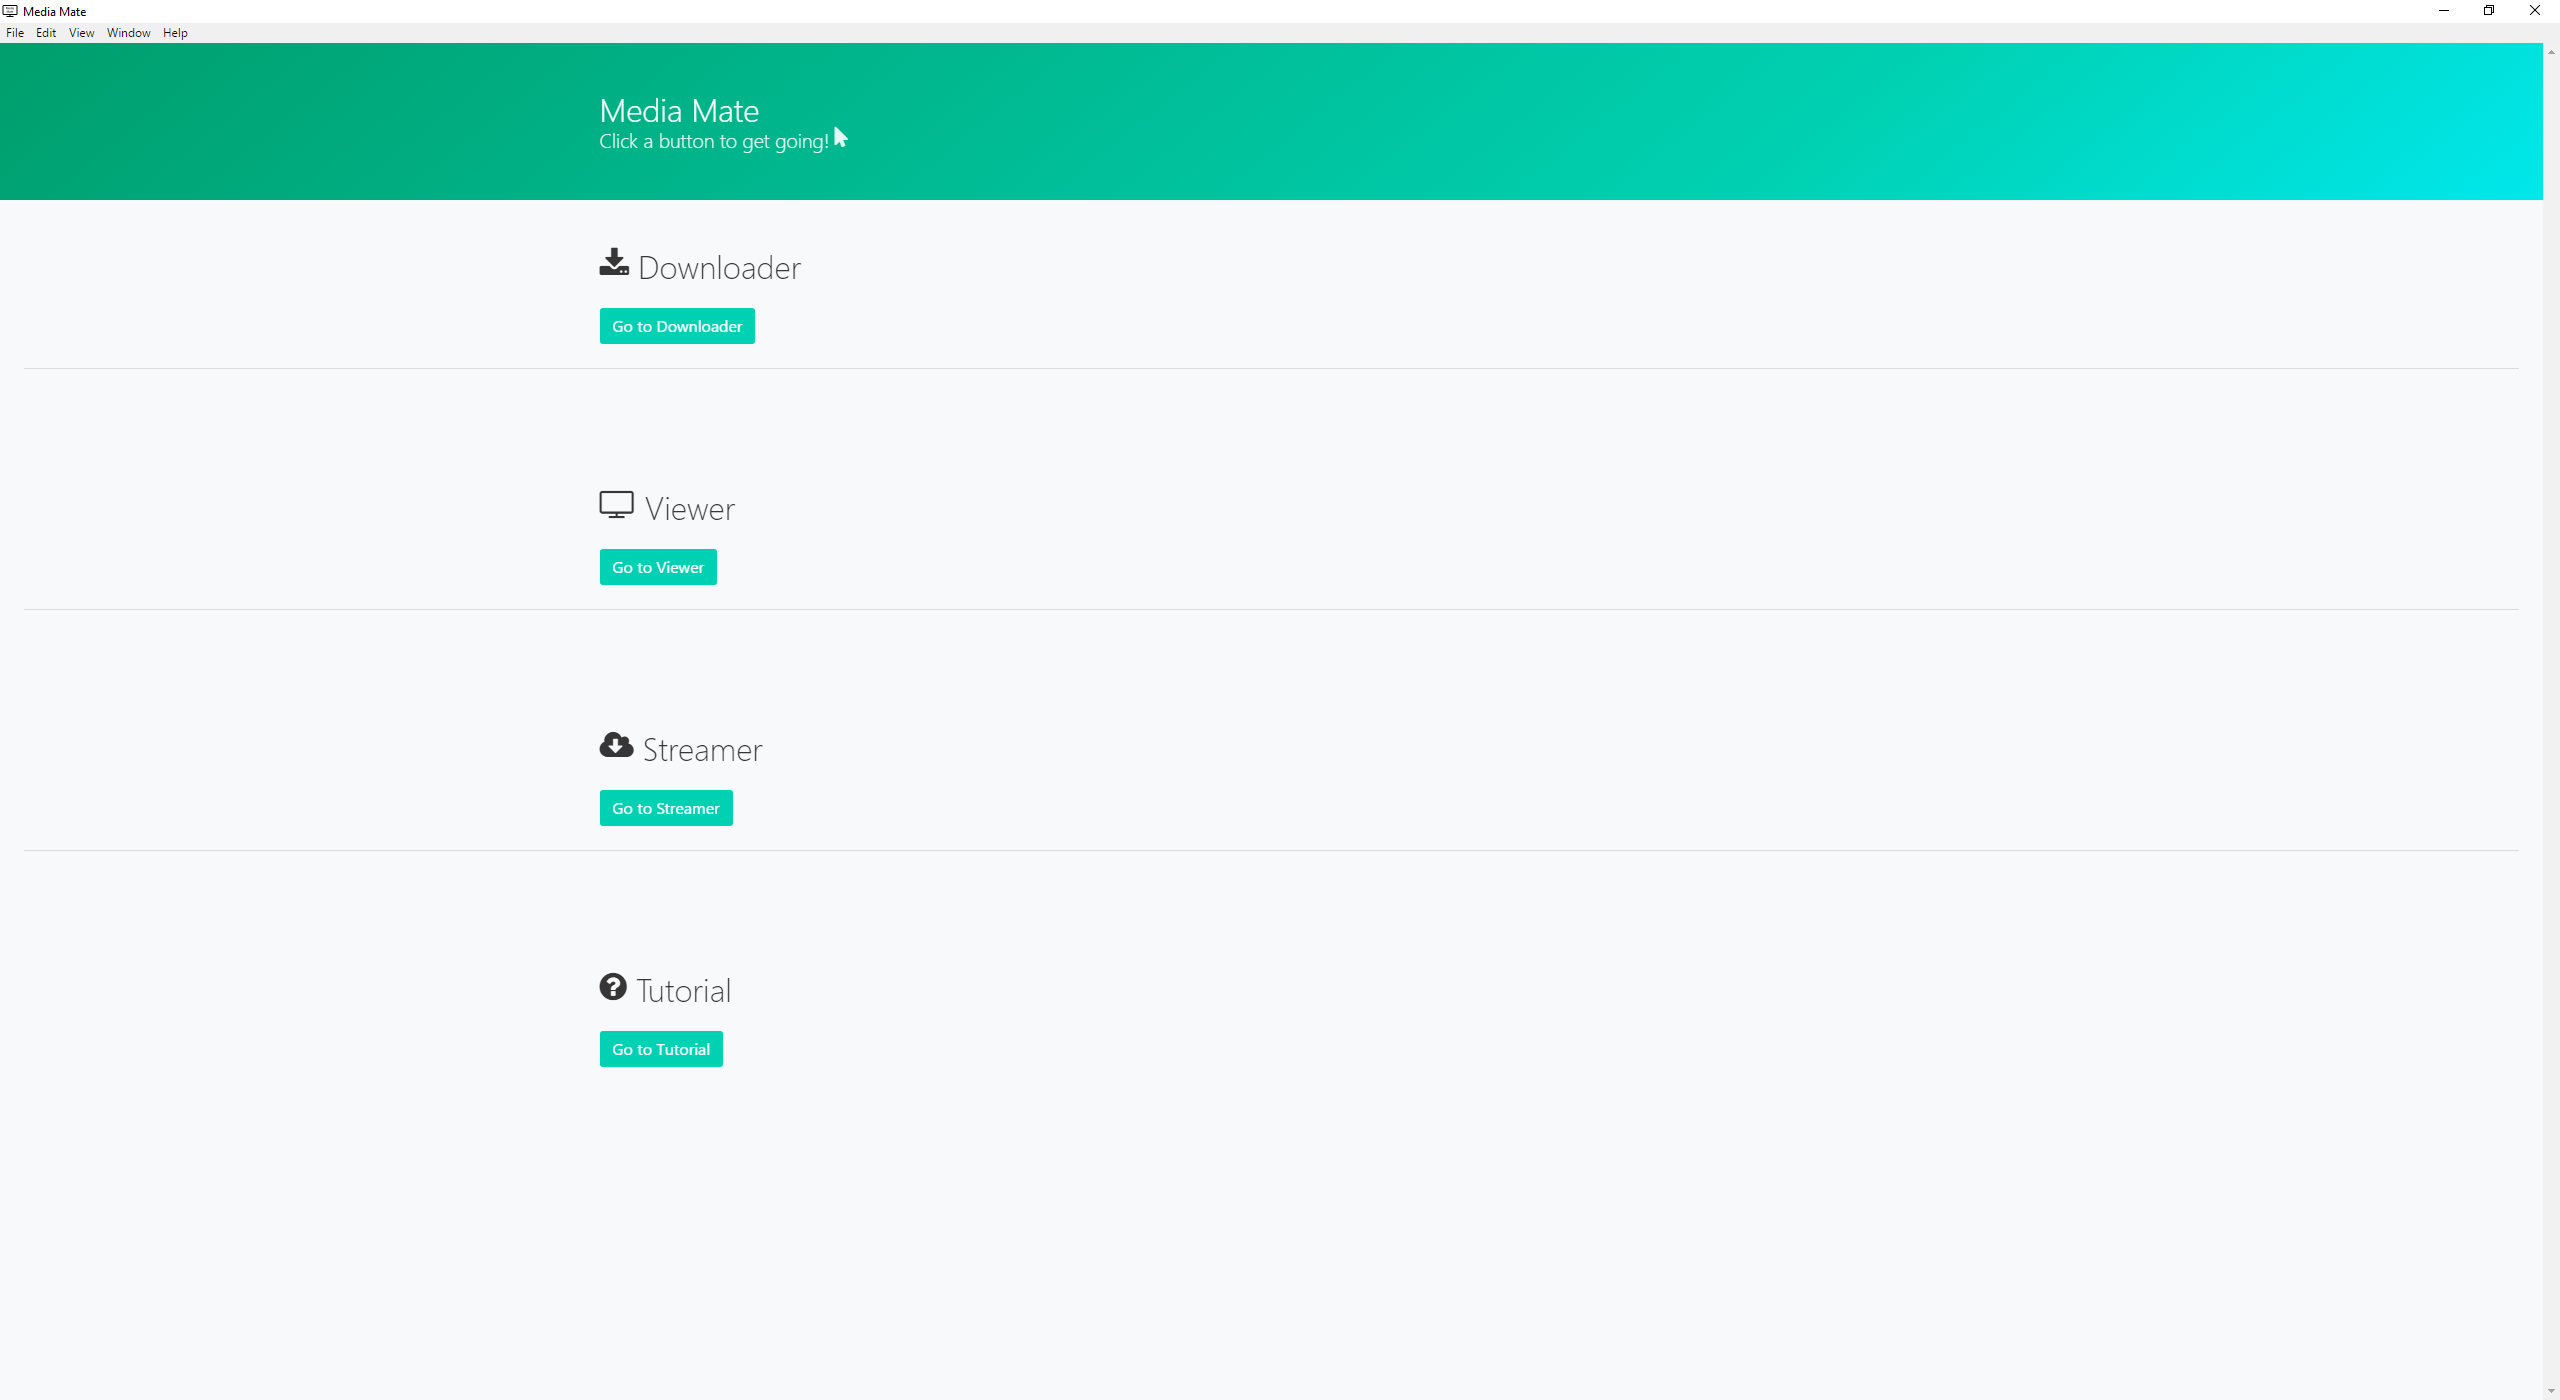 Media Mate
File Edit View Window Help
Media Mate
Click a button to get going!
Downloader
Go to Downloader
Viewer
Go to Viewer
Streamer
Go to Streamer
Tutorial
Go to Tutorial